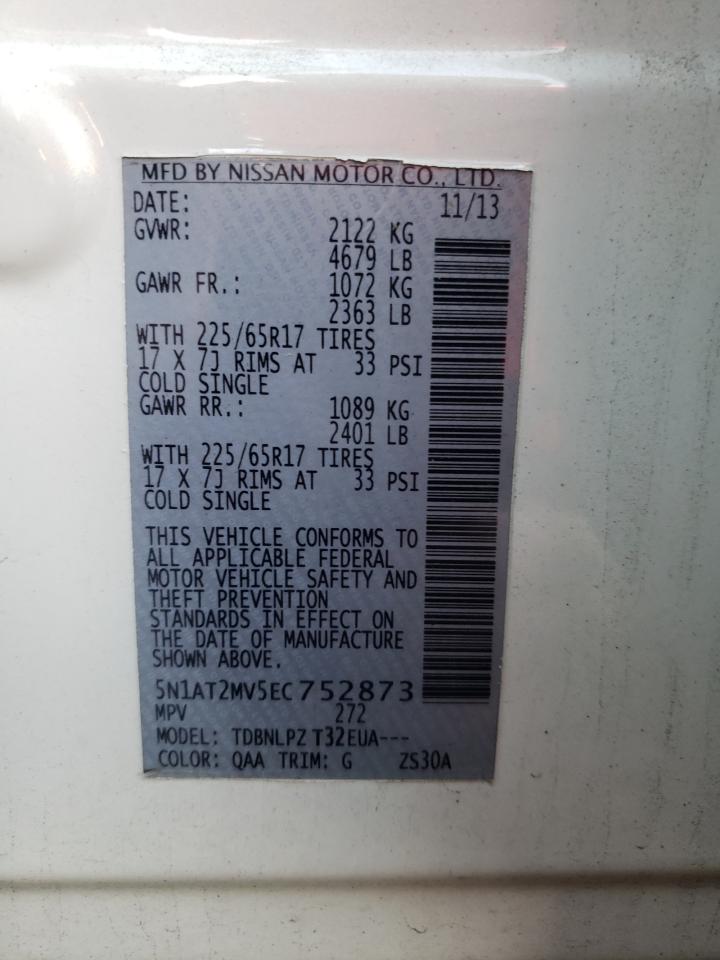 MFD BY NISSAN MOTOR CO., LTD.
DATE: 11/13
GVWR: 2122 KG
4679 LB
GAWR FR.: 1072 KG
2363 LB
WITH 225/65R17 TIRES
17 X 7J RIMS AT 33 PSI
COLD SINGLE
GAWR RR.: 1089 KG
2401 LB
WITH 225/65R17 TIRES
17 X 7J RIMS AT 33 PSI
COLD SINGLE
THIS VEHICLE CONFORMS TO
ALL APPLICABLE FEDERAL
MOTOR VEHICLE SAFETY AND
THEFT PREVENTION
STANDARDS IN EFFECT ON
THE DATE OF MANUFACTURE
SHOWN ABOVE.
5N1AT2MV5EC752873
MPV 272
MODEL: TDBNLPZ T32EUA---
COLOR: QAA TRIM: G ZS30A